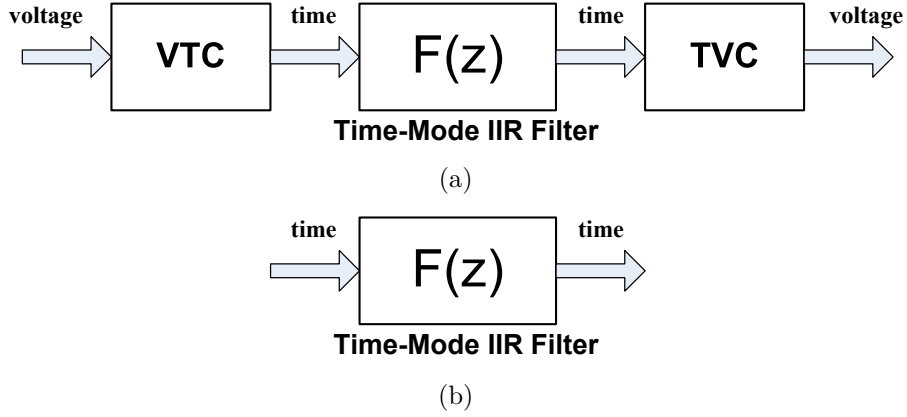 voltage time time voltage
VTC F(z) TVC
Time-Mode IIR Filter
(a)
time time
F(z)
Time-Mode IIR Filter
(b)